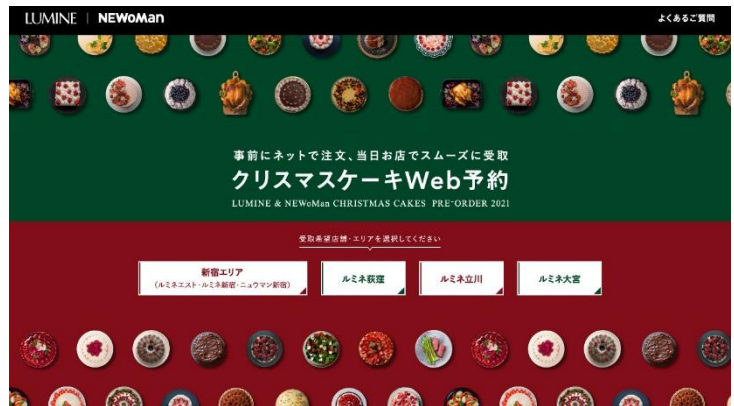 LUMINE | NEWoMan
よくあるご質問
事前にネットで注文、当日お店でスムーズに受取
クリスマスケーキWeb予約
LUMINE & NEWoMan CHRISTMAS CAKES PRE-ORDER 2021
受取希望店舗・エリアを選択してください
新宿エリア
(ルミネエスト・ルミネ新宿・ニュウマン新宿)
ルミネ荻窪
ルミネ立川
ルミネ大宮